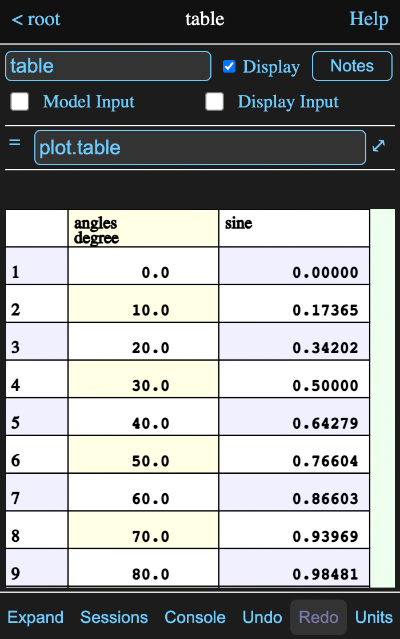 < root table Help
table Display Notes
Model Input Display Input
= plot.table
angles sine
degree
1 0.0 0.00000
2 10.0 0.17365
3 20.0 0.34202
4 30.0 0.50000
5 40.0 0.64279
6 50.0 0.76604
7 60.0 0.86603
8 70.0 0.93969
9 80.0 0.98481
Expand Sessions Console Undo Redo Units